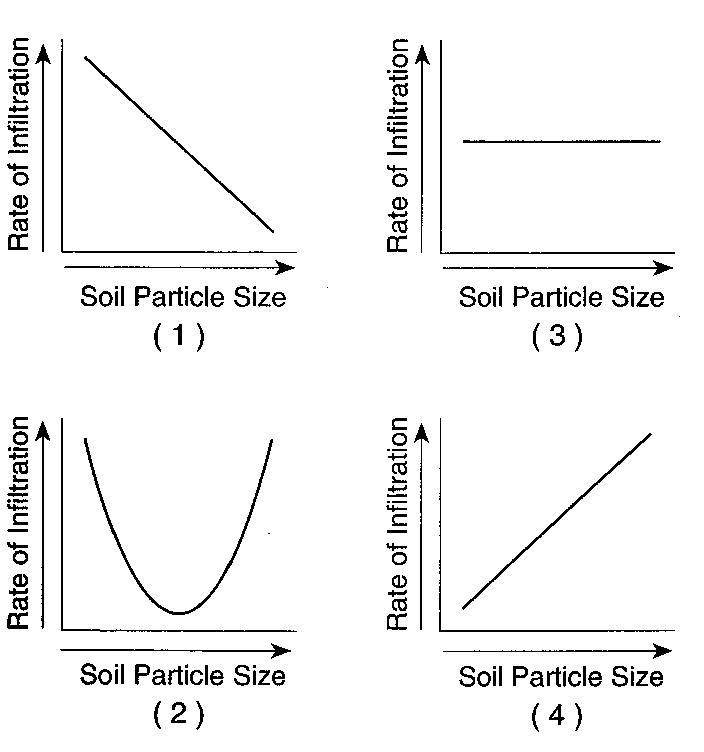 Rate of Infiltration
Soil Particle Size
( 1 )
Rate of Infiltration
Soil Particle Size
( 3 )
Rate of Infiltration
Soil Particle Size
( 2 )
Rate of Infiltration
Soil Particle Size
( 4 )